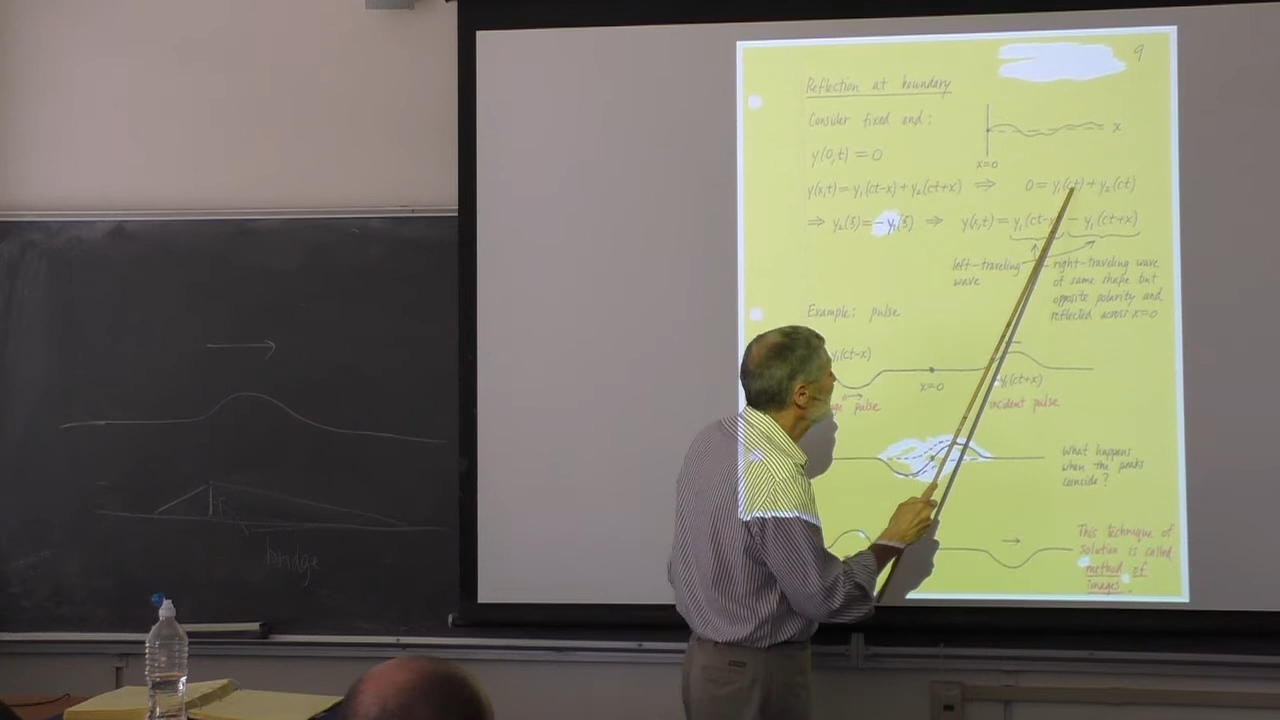 9
Reflection at boundary
Consider fixed end:
x
x=0
y(0,t) = 0
y(x,t) = y₁(ct-x) + y₂(ct+x) ⇒ 0 = y₁(ct) + y₂(ct)
⇒ y₂(ξ) = -y₁(ξ) ⇒ y(x,t) = y₁(ct-x) - y₁(ct+x)
left-traveling
wave
right-traveling wave
of same shape but
opposite polarity and
reflected across x=0
Example: pulse
y₁(ct-x)
x=0
y₁(ct+x)
pulse
incident pulse
What happens
when the peaks
coincide?
This technique of
solution is called
method of
images.
bridge